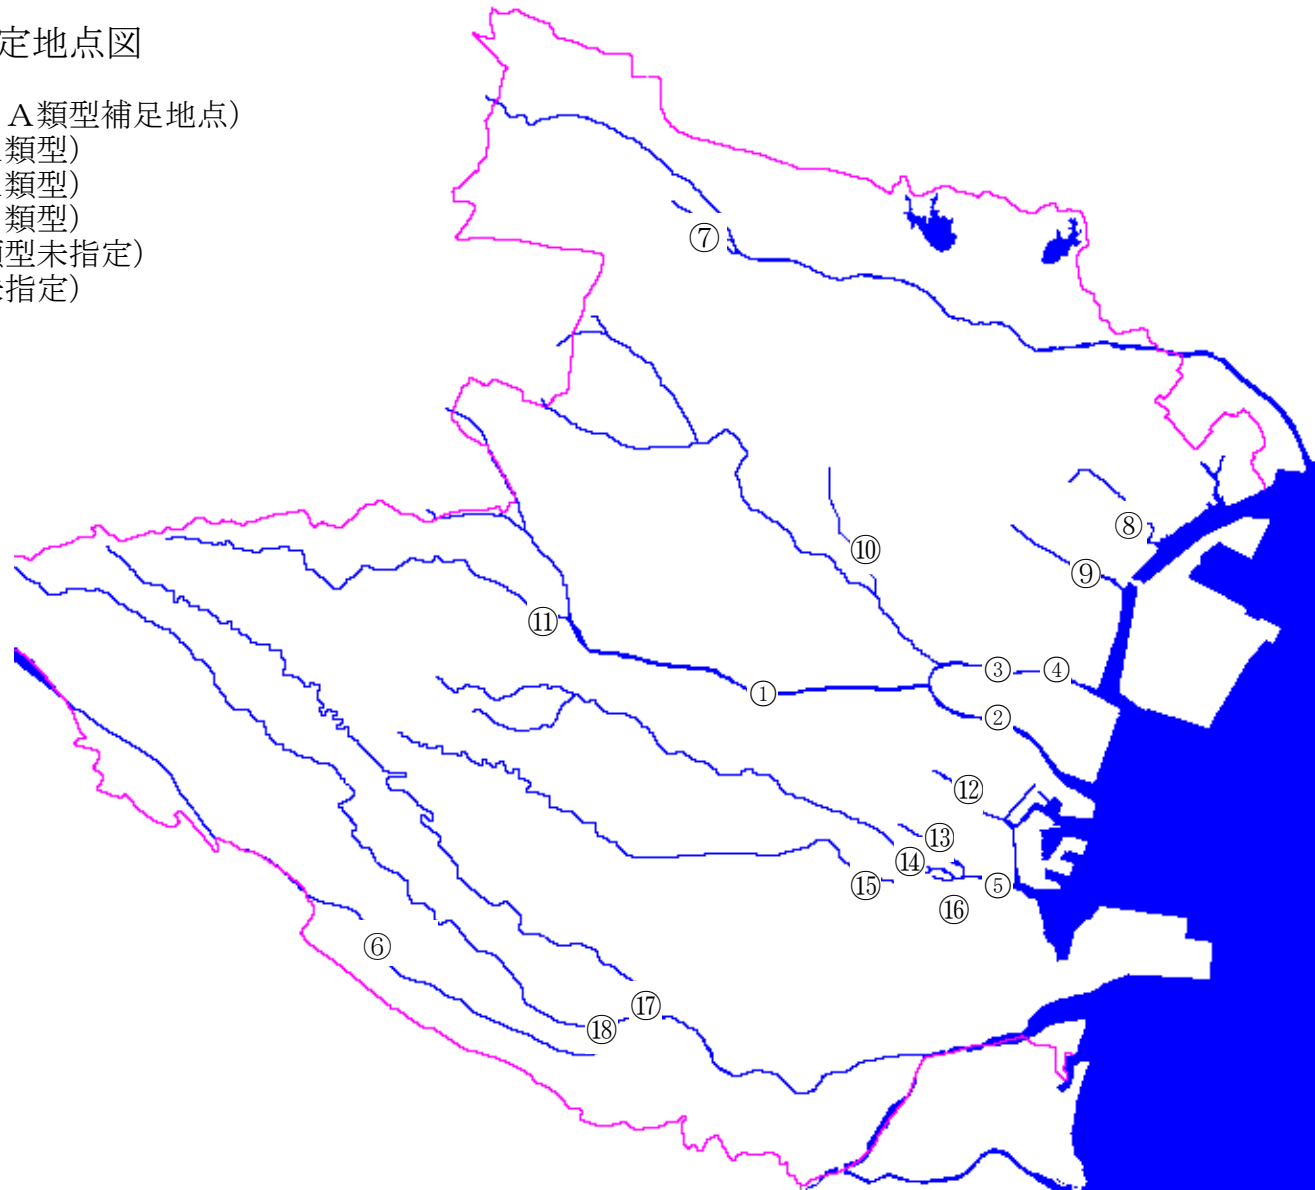 定地点図
A類型補足地点）
類型）
類型）
類型）
型未指定）
指定）
⑦
⑧
⑩
⑨
⑪
③
④
①
②
⑫
⑬
⑭
⑮
⑤
⑯
⑥
⑰
⑱